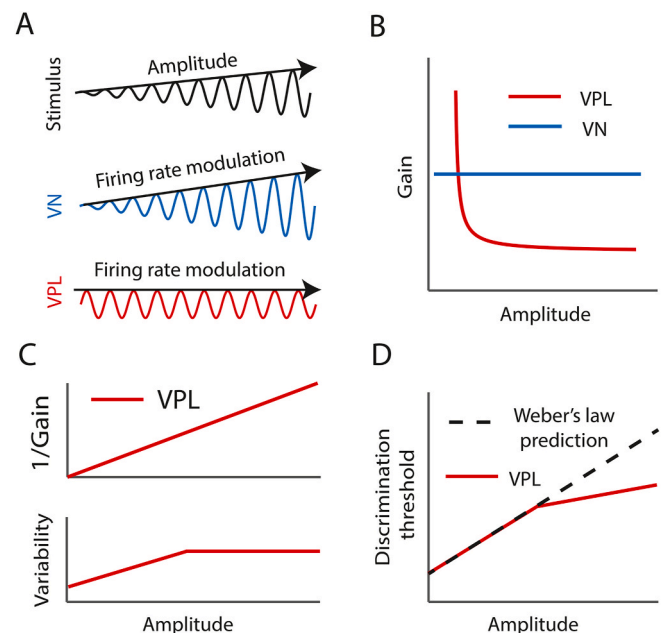 A
Stimulus
Amplitude
VN
Firing rate modulation
VPL
Firing rate modulation
B
Gain
VPL
VN
Amplitude
C
1/Gain
VPL
Variability
Amplitude
D
Discrimination
threshold
Weber's law
prediction
VPL
Amplitude